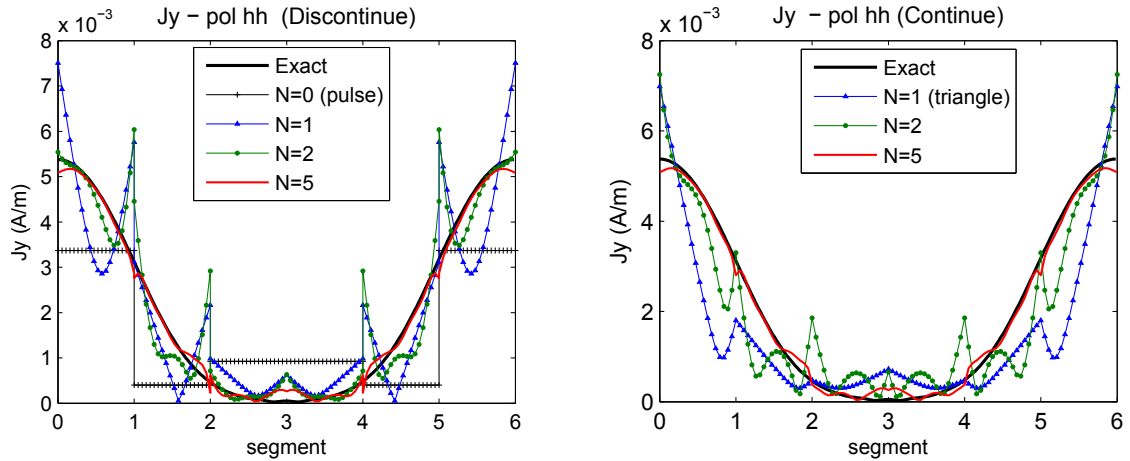 x 10⁻³
Jy − pol hh (Discontinue)
8
7
6
5
4
3
2
1
0
Jy (A/m)
Exact
N=0 (pulse)
N=1
N=2
N=5
0 1 2 3 4 5 6
segment
x 10⁻³
Jy − pol hh (Continue)
8
6
4
2
0
Jy (A/m)
Exact
N=1 (triangle)
N=2
N=5
0 1 2 3 4 5 6
segment